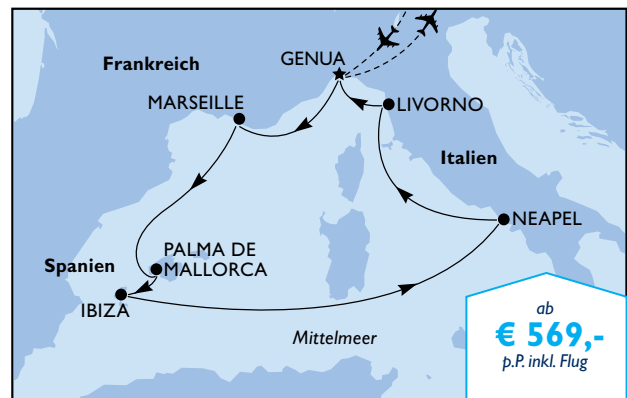 Frankreich
GENUA
MARSEILLE
LIVORNO
Italien
NEAPEL
Spanien
PALMA DE
MALLORCA
IBIZA
Mittelmeer
ab
€ 569,-
p.P. inkl. Flug